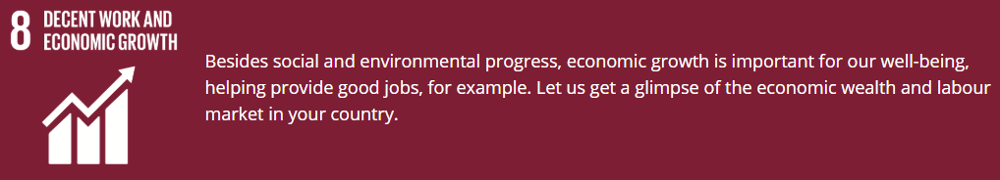 8 DECENT WORK AND
ECONOMIC GROWTH
Besides social and environmental progress, economic growth is important for our well-being,
helping provide good jobs, for example. Let us get a glimpse of the economic wealth and labour
market in your country.